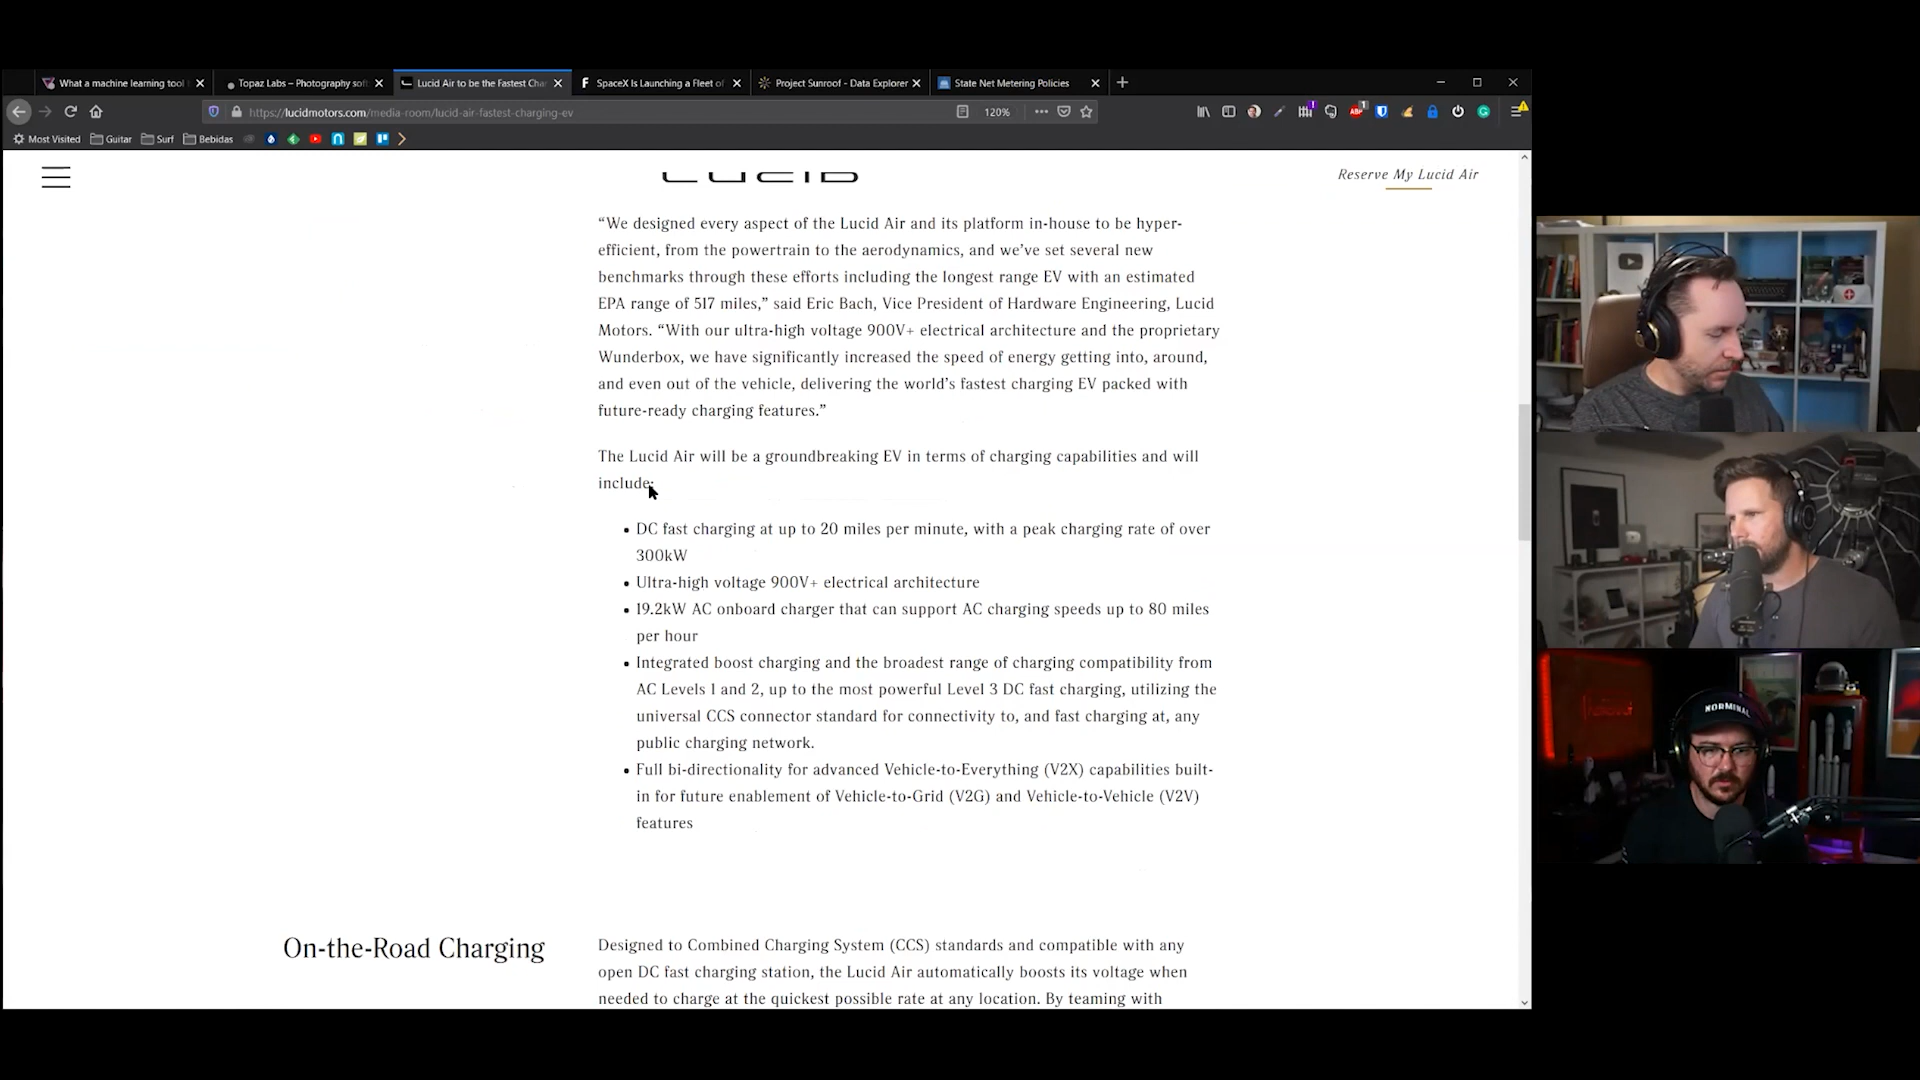 What a machine learning tool
Topaz Labs – Photography soft
Lucid Air to be the Fastest Cha
SpaceX Is Launching a Fleet of
Project Sunroof - Data Explorer
State Net Metering Policies
https://lucidmotors.com/media-room/lucid-air-fastest-charging-ev
120%
Most Visited
Guitar
Surf
Bebidas
LUCID
Reserve My Lucid Air
“We designed every aspect of the Lucid Air and its platform in-house to be hyper-
efficient, from the powertrain to the aerodynamics, and we’ve set several new
benchmarks through these efforts including the longest range EV with an estimated
EPA range of 517 miles,” said Eric Bach, Vice President of Hardware Engineering, Lucid
Motors. “With our ultra-high voltage 900V+ electrical architecture and the proprietary
Wunderbox, we have significantly increased the speed of energy getting into, around,
and even out of the vehicle, delivering the world’s fastest charging EV packed with
future-ready charging features.”
The Lucid Air will be a groundbreaking EV in terms of charging capabilities and will
include:
• DC fast charging at up to 20 miles per minute, with a peak charging rate of over
300kW
• Ultra-high voltage 900V+ electrical architecture
• 19.2kW AC onboard charger that can support AC charging speeds up to 80 miles
per hour
• Integrated boost charging and the broadest range of charging compatibility from
AC Levels 1 and 2, up to the most powerful Level 3 DC fast charging, utilizing the
universal CCS connector standard for connectivity to, and fast charging at, any
public charging network.
• Full bi-directionality for advanced Vehicle-to-Everything (V2X) capabilities built-
in for future enablement of Vehicle-to-Grid (V2G) and Vehicle-to-Vehicle (V2V)
features
On-the-Road Charging
Designed to Combined Charging System (CCS) standards and compatible with any
open DC fast charging station, the Lucid Air automatically boosts its voltage when
needed to charge at the quickest possible rate at any location. By teaming with
NORMINAL